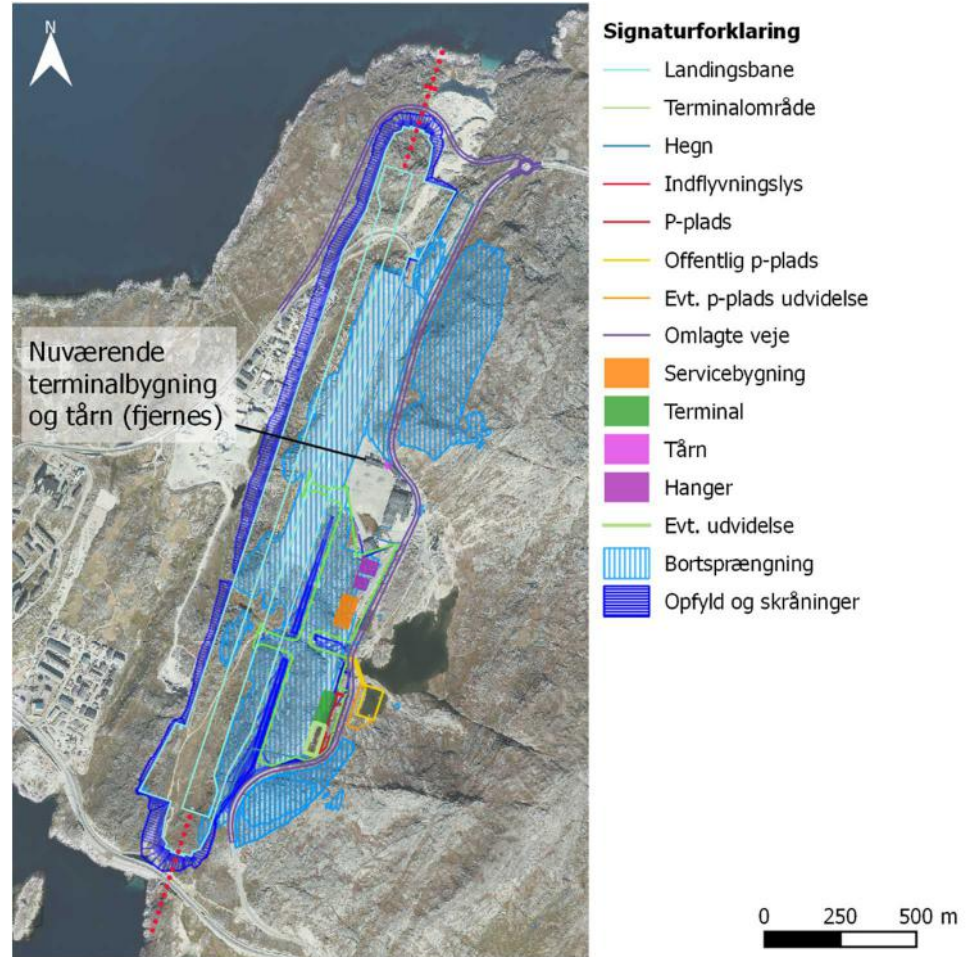 N
Nuværende
terminalbygning
og tårn (fjernes)
Signaturforklaring
Landingsbane
Terminalområde
Hegn
Indflyvningslys
P-plads
Offentlig p-plads
Evt. p-plads udvidelse
Omlagte veje
Servicebygning
Terminal
Tårn
Hanger
Evt. udvidelse
Bortsprængning
Opfyld og skråninger
0 250 500 m